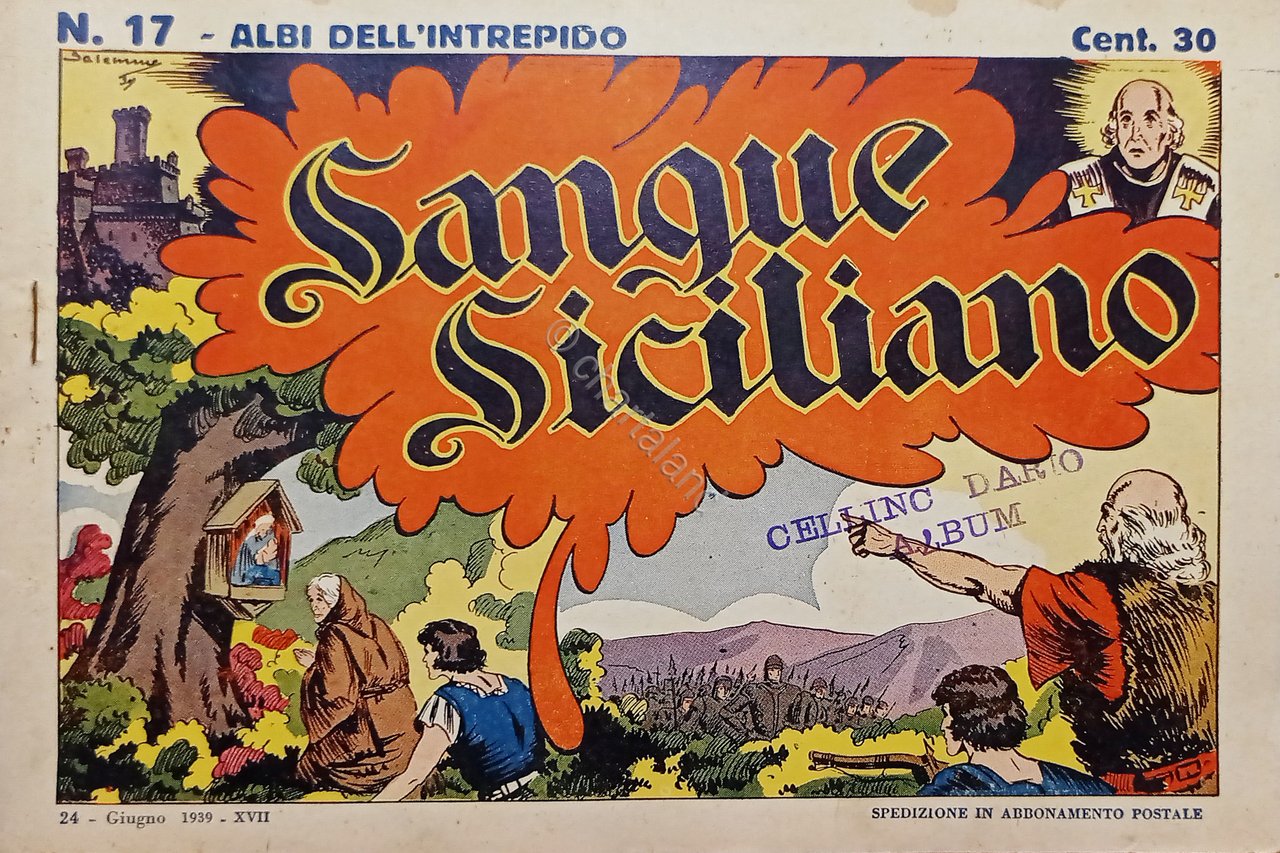 N. 17 - ALBI DELL'INTREPIDO
Cent. 30
Sangue
Siciliano
© chartalan
CELLINO DARIO
ALBUM
24 - Giugno 1939 - XVII
SPEDIZIONE IN ABBONAMENTO POSTALE